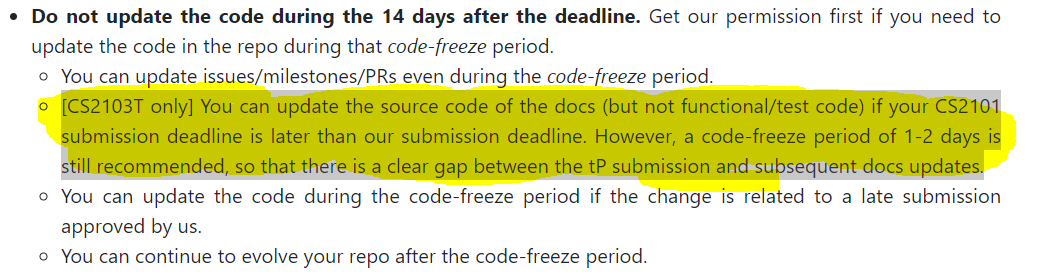 • Do not update the code during the 14 days after the deadline. Get our permission first if you need to
update the code in the repo during that code-freeze period.
○ You can update issues/milestones/PRs even during the code-freeze period.
○ [CS2103T only] You can update the source code of the docs (but not functional/test code) if your CS2101
submission deadline is later than our submission deadline. However, a code-freeze period of 1-2 days is
still recommended, so that there is a clear gap between the tP submission and subsequent docs updates.
○ You can update the code during the code-freeze period if the change is related to a late submission
approved by us.
○ You can continue to evolve your repo after the code-freeze period.